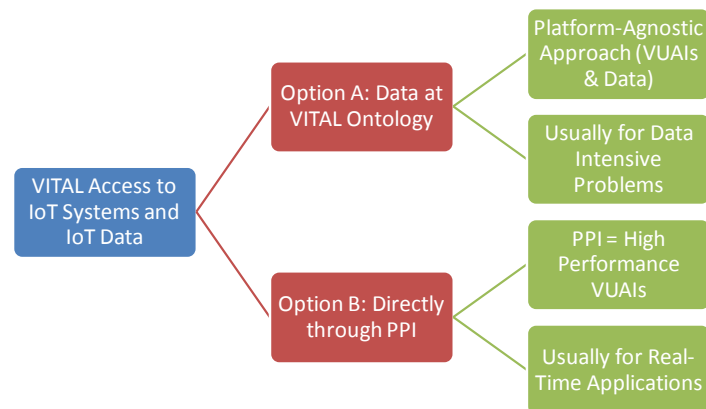 VITAL Access to
IoT Systems and
IoT Data
Option A: Data at
VITAL Ontology
Platform-Agnostic
Approach (VUAIs
& Data)
Usually for Data
Intensive
Problems
Option B: Directly
through PPI
PPI = High
Performance
VUAIs
Usually for Real-
Time Applications